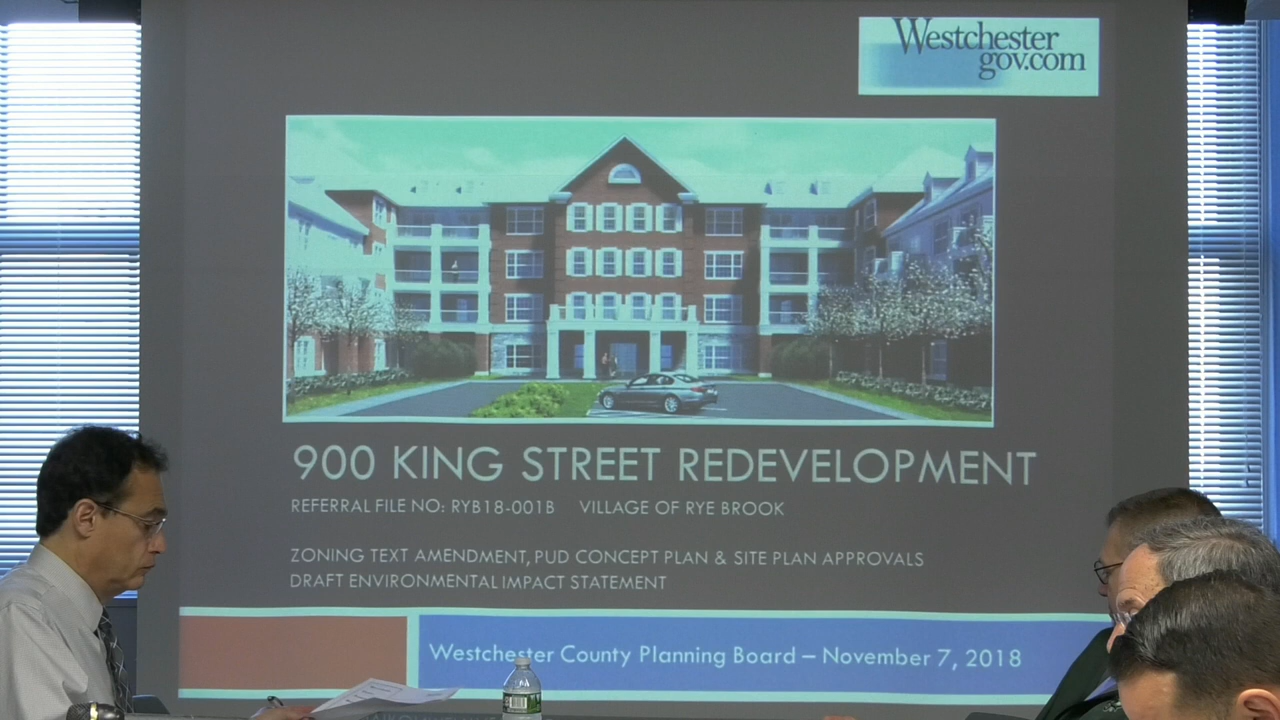 Westchester
gov.com
900 KING STREET REDEVELOPMENT
REFERRAL FILE NO: RYB18-001B VILLAGE OF RYE BROOK
ZONING TEXT AMENDMENT, PUD CONCEPT PLAN & SITE PLAN APPROVALS
DRAFT ENVIRONMENTAL IMPACT STATEMENT
Westchester County Planning Board – November 7, 2018